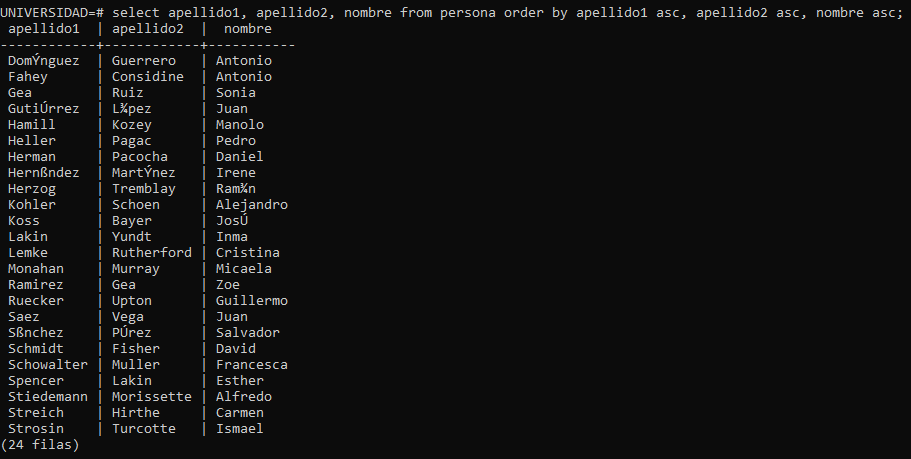 UNIVERSIDAD=# select apellido1, apellido2, nombre from persona order by apellido1 asc, apellido2 asc, nombre asc;
 apellido1  | apellido2  |  nombre
------------+------------+-----------
 DomÝnguez  | Guerrero   | Antonio
 Fahey      | Considine  | Antonio
 Gea        | Ruiz       | Sonia
 GutiÚrrez  | L¾pez      | Juan
 Hamill     | Kozey      | Manolo
 Heller     | Pagac      | Pedro
 Herman     | Pacocha    | Daniel
 Hernßndez  | MartÝnez   | Irene
 Herzog     | Tremblay   | Ram¾n
 Kohler     | Schoen     | Alejandro
 Koss       | Bayer      | JosÚ
 Lakin      | Yundt      | Inma
 Lemke      | Rutherford | Cristina
 Monahan    | Murray     | Micaela
 Ramirez    | Gea        | Zoe
 Ruecker    | Upton      | Guillermo
 Saez       | Vega       | Juan
 Sßnchez    | PÚrez      | Salvador
 Schmidt    | Fisher     | David
 Schowalter | Muller     | Francesca
 Spencer    | Lakin      | Esther
 Stiedemann | Morissette | Alfredo
 Streich    | Hirthe     | Carmen
 Strosin    | Turcotte   | Ismael
(24 filas)